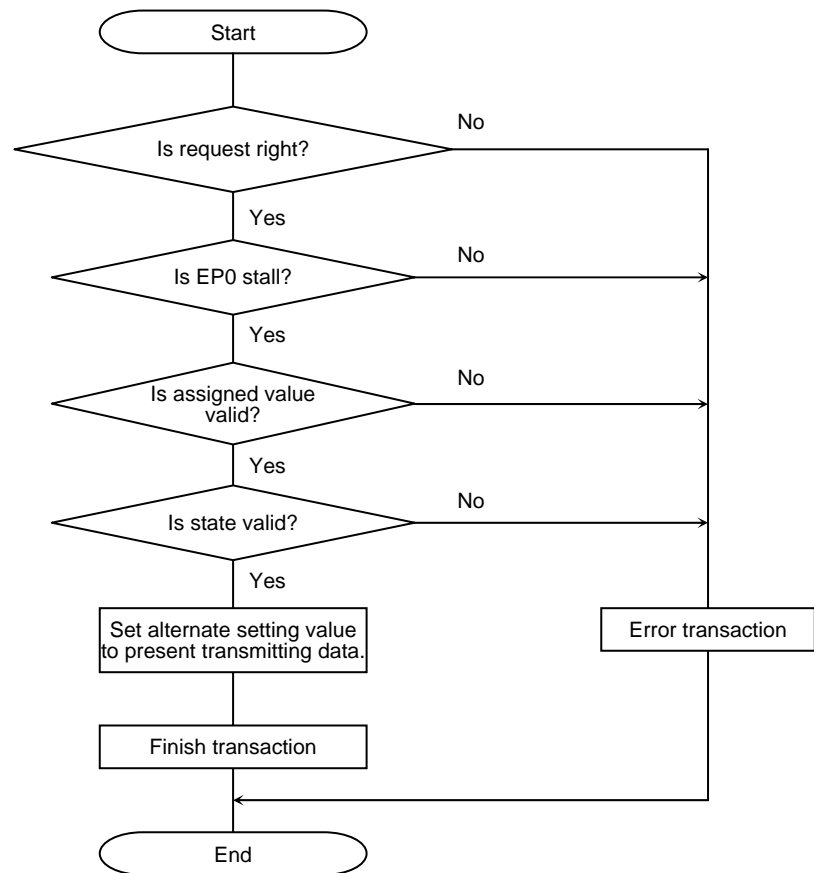 Start
Is request right?
No
Yes
Is EP0 stall?
No
Yes
Is assigned value
valid?
No
Yes
Is state valid?
No
Yes
Set alternate setting value
to present transmitting data.
Error transaction
Finish transaction
End